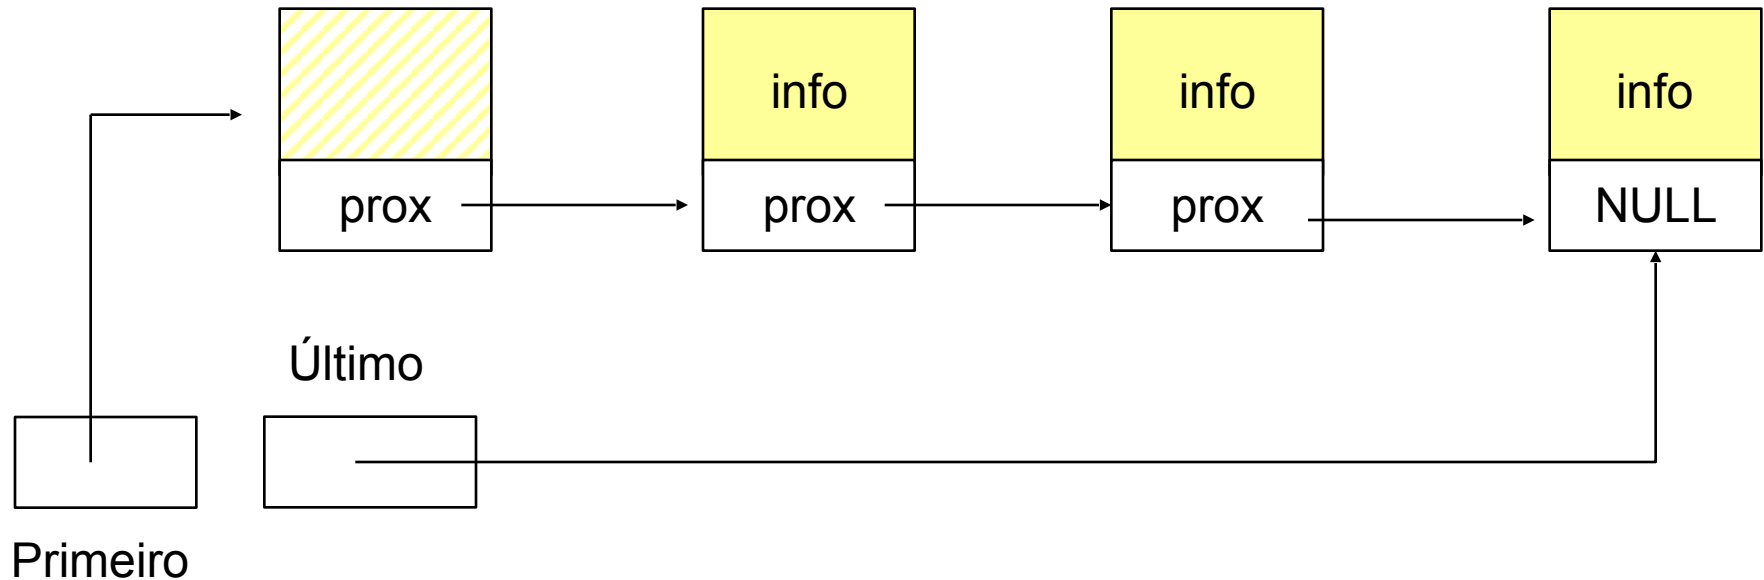 info
info
info
prox
prox
prox
NULL
Último
Primeiro